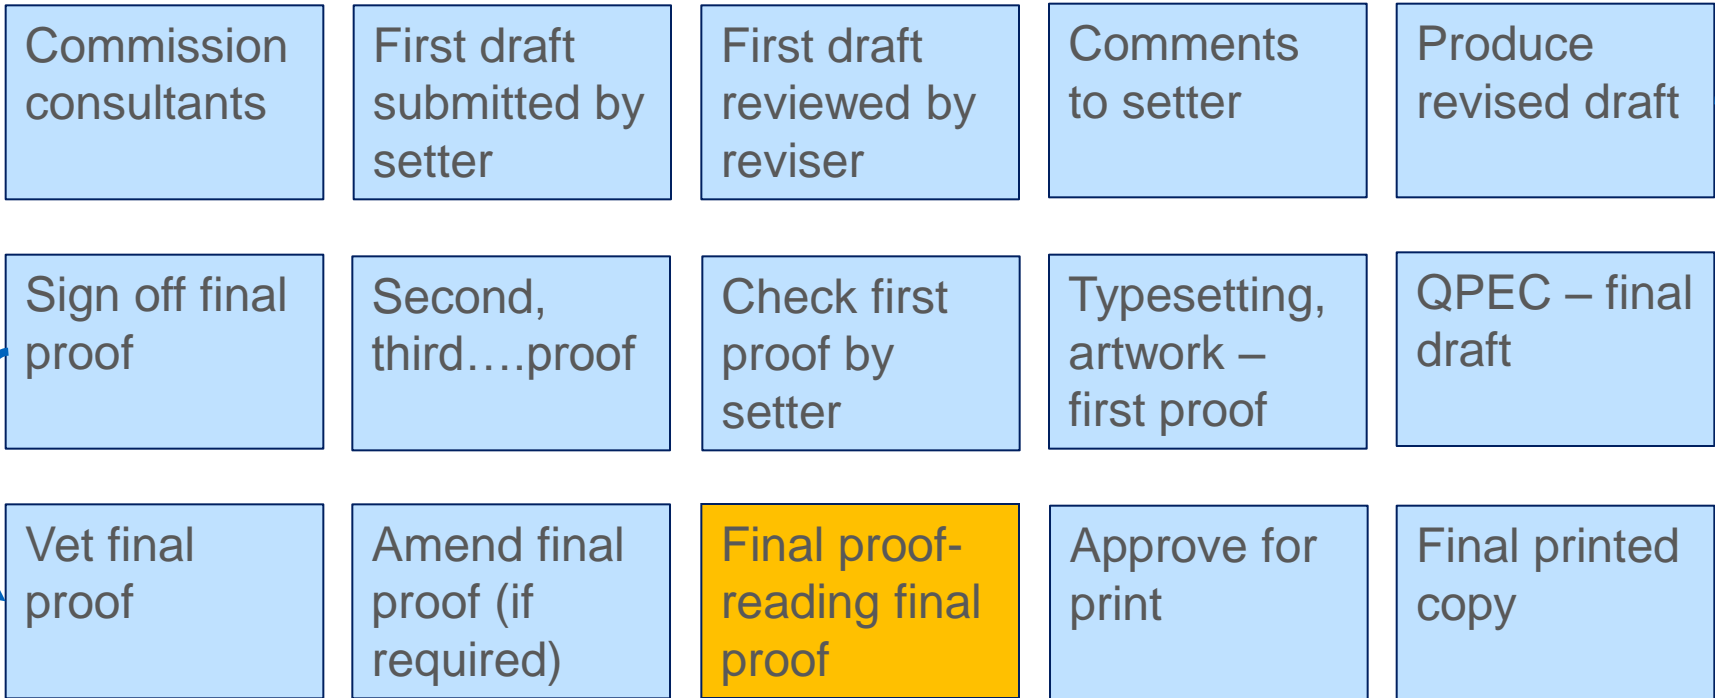 Commission
consultants
First draft
submitted by
setter
First draft
reviewed by
reviser
Comments
to setter
Produce
revised draft
Sign off final
proof
Second,
third….proof
Check first
proof by
setter
Typesetting,
artwork –
first proof
QPEC – final
draft
Vet final
proof
Amend final
proof (if
required)
Final proof-
reading final
proof
Approve for
print
Final printed
copy